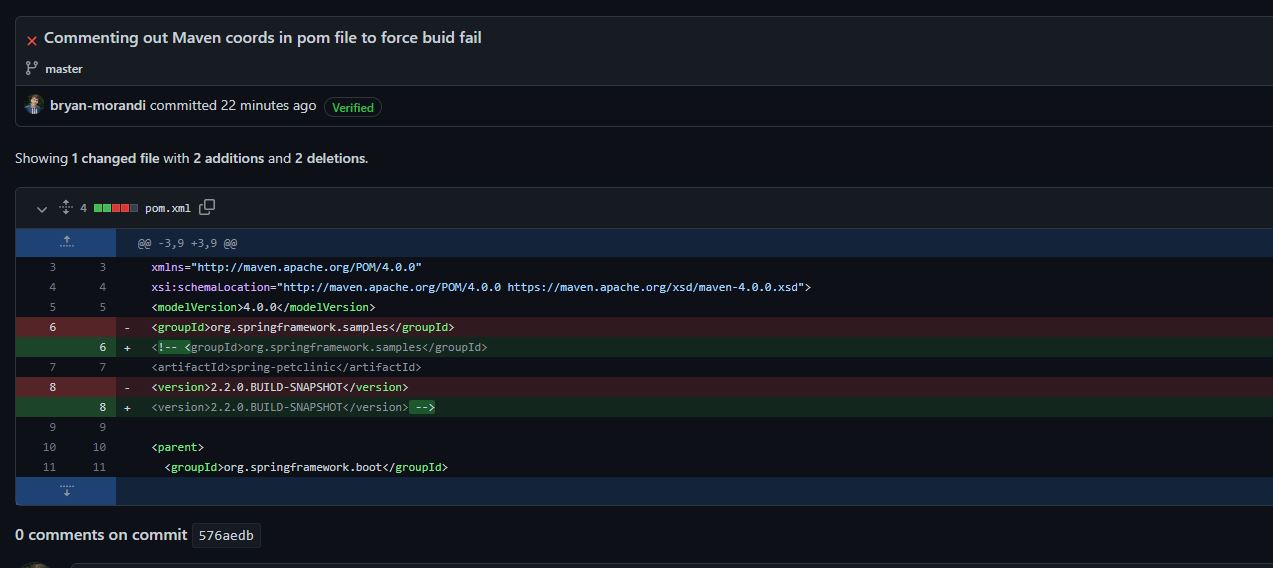 Commenting out Maven coords in pom file to force buid fail
master
bryan-morandi committed 22 minutes ago Verified
Showing 1 changed file with 2 additions and 2 deletions.
4 pom.xml
@@ -3,9 +3,9 @@
3 3 xmlns="http://maven.apache.org/POM/4.0.0"
4 4 xsi:schemaLocation="http://maven.apache.org/POM/4.0.0 https://maven.apache.org/xsd/maven-4.0.0.xsd">
5 5 <modelVersion>4.0.0</modelVersion>
6 - <groupId>org.springframework.samples</groupId>
6 + <!-- <groupId>org.springframework.samples</groupId>
7 7 <artifactId>spring-petclinic</artifactId>
8 - <version>2.2.0.BUILD-SNAPSHOT</version>
8 + <version>2.2.0.BUILD-SNAPSHOT</version> -->
9 9
10 10 <parent>
11 11 <groupId>org.springframework.boot</groupId>
0 comments on commit 576aedb